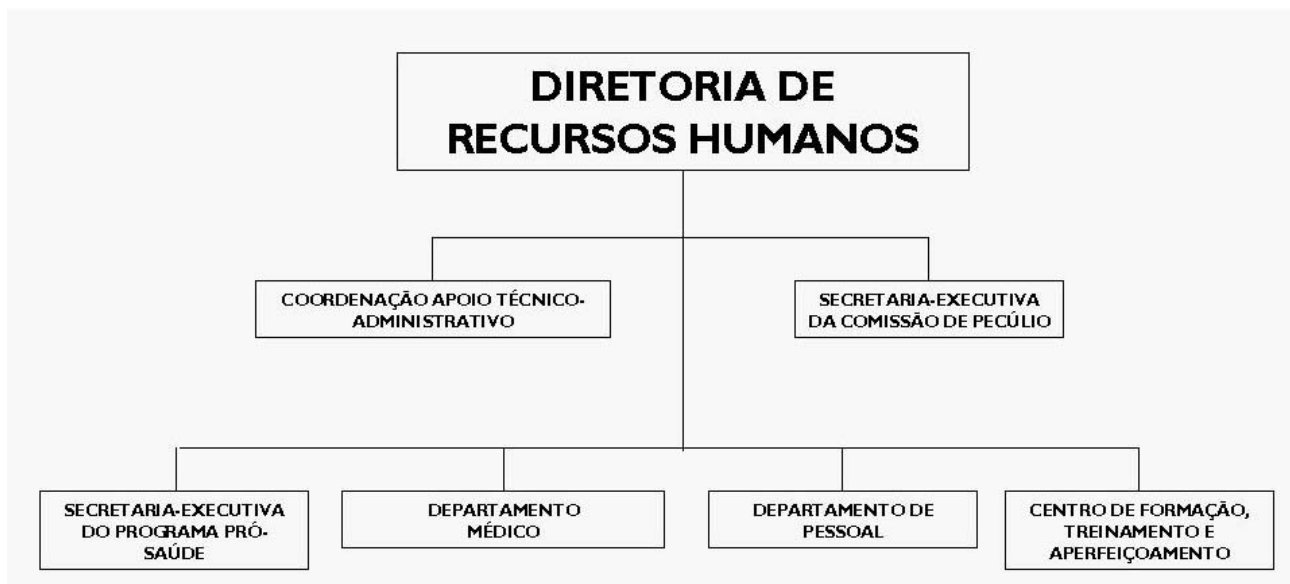 DIRETORIA DE
RECURSOS HUMANOS
COORDENAÇÃO APOIO TÉCNICO-
ADMINISTRATIVO
SECRETARIA-EXECUTIVA
DA COMISSÃO DE PECÚLIO
SECRETARIA-EXECUTIVA
DO PROGRAMA PRÓ-
SAÚDE
DEPARTAMENTO
MÉDICO
DEPARTAMENTO DE
PESSOAL
CENTRO DE FORMAÇÃO,
TREINAMENTO E
APERFEIÇOAMENTO